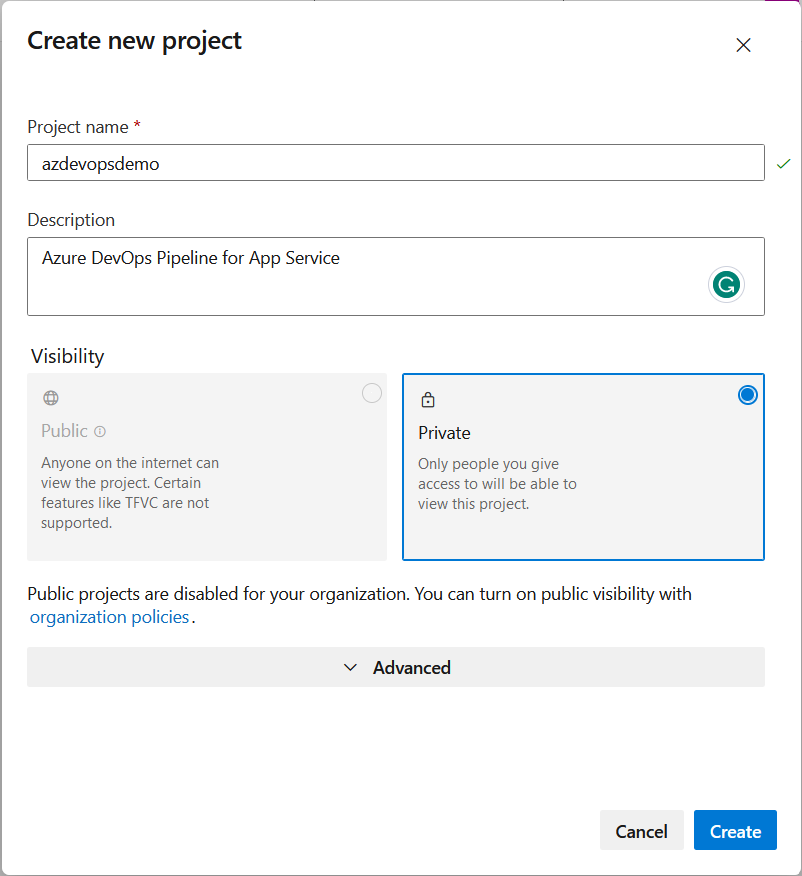 Create new project
Project name *
azdevopsdemo
Description
Azure DevOps Pipeline for App Service
Visibility
Public
Anyone on the internet can
view the project. Certain
features like TFVC are not
supported.
Private
Only people you give
access to will be able to
view this project.
Public projects are disabled for your organization. You can turn on public visibility with
organization policies.
Advanced
Cancel
Create